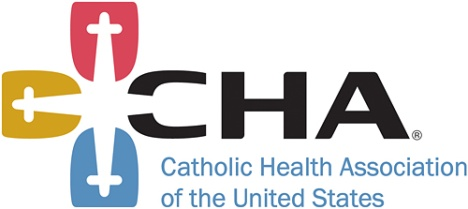 CHA®
Catholic Health Association
of the United States